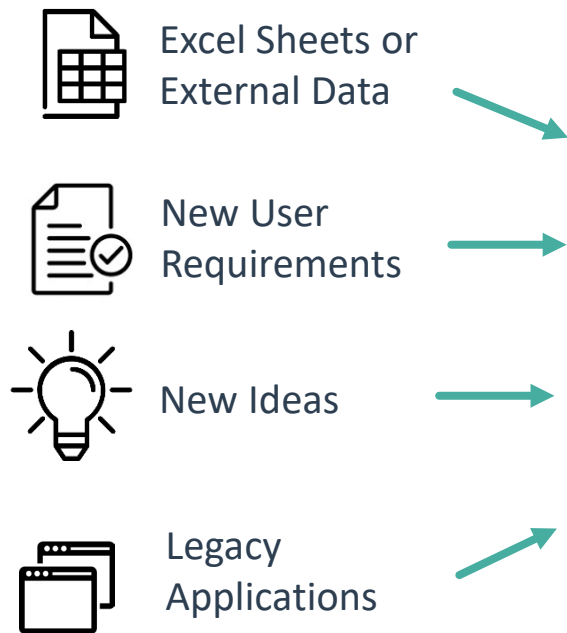 Excel Sheets or
External Data
New User
Requirements
New Ideas
Legacy
Applications